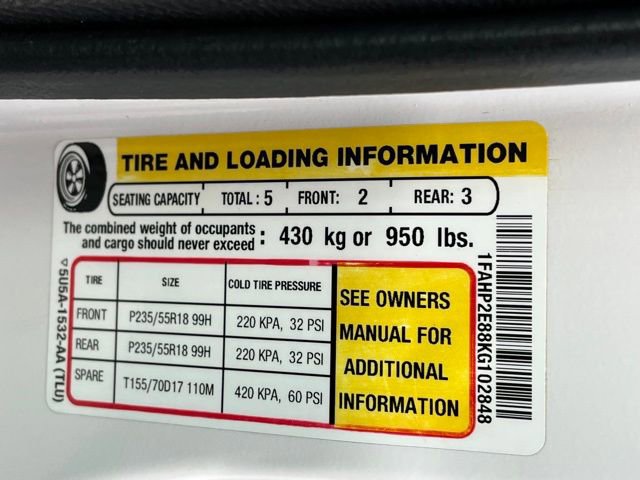 TIRE AND LOADING INFORMATION
SEATING CAPACITY TOTAL : 5 FRONT: 2 REAR: 3
The combined weight of occupants
and cargo should never exceed : 430 kg or 950 lbs.
TIRE SIZE COLD TIRE PRESSURE
FRONT P235/55R18 99H 220 KPA, 32 PSI
REAR P235/55R18 99H 220 KPA, 32 PSI
SPARE T155/70D17 110M 420 KPA, 60 PSI
SEE OWNERS
MANUAL FOR
ADDITIONAL
INFORMATION
5U5A-1532-AA (TLU)
1FAHP2E88KG102848